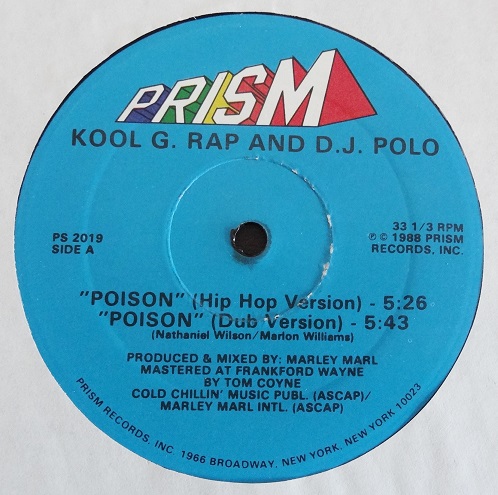 PRISM
KOOL G. RAP AND D.J. POLO
PS 2019
SIDE A
33 1/3 RPM
℗ © 1988 PRISM
RECORDS, INC.
"POISON" (Hip Hop Version) - 5:26
"POISON" (Dub Version) - 5:43
(Nathaniel Wilson/Marlon Williams)
PRODUCED & MIXED BY: MARLEY MARL
MASTERED AT FRANKFORD WAYNE
BY TOM COYNE
COLD CHILLIN' MUSIC PUBL. (ASCAP)/
MARLEY MARL INTL. (ASCAP)
PRISM RECORDS, INC 1966 BROADWAY, NEW YORK, NEW YORK 10023